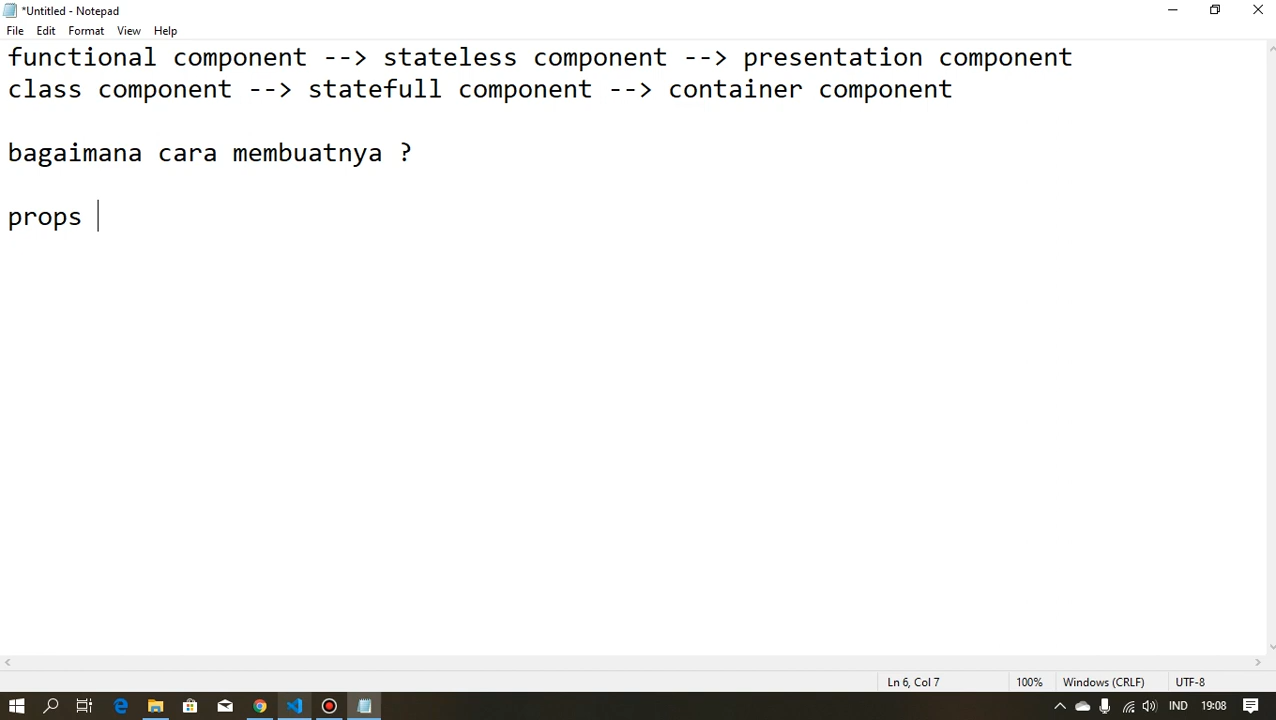 *Untitled - Notepad
File Edit Format View Help
functional component --> stateless component --> presentation component
class component --> statefull component --> container component
bagaimana cara membuatnya ?
props
Ln 6, Col 7 100% Windows (CRLF) UTF-8
IND 19:08